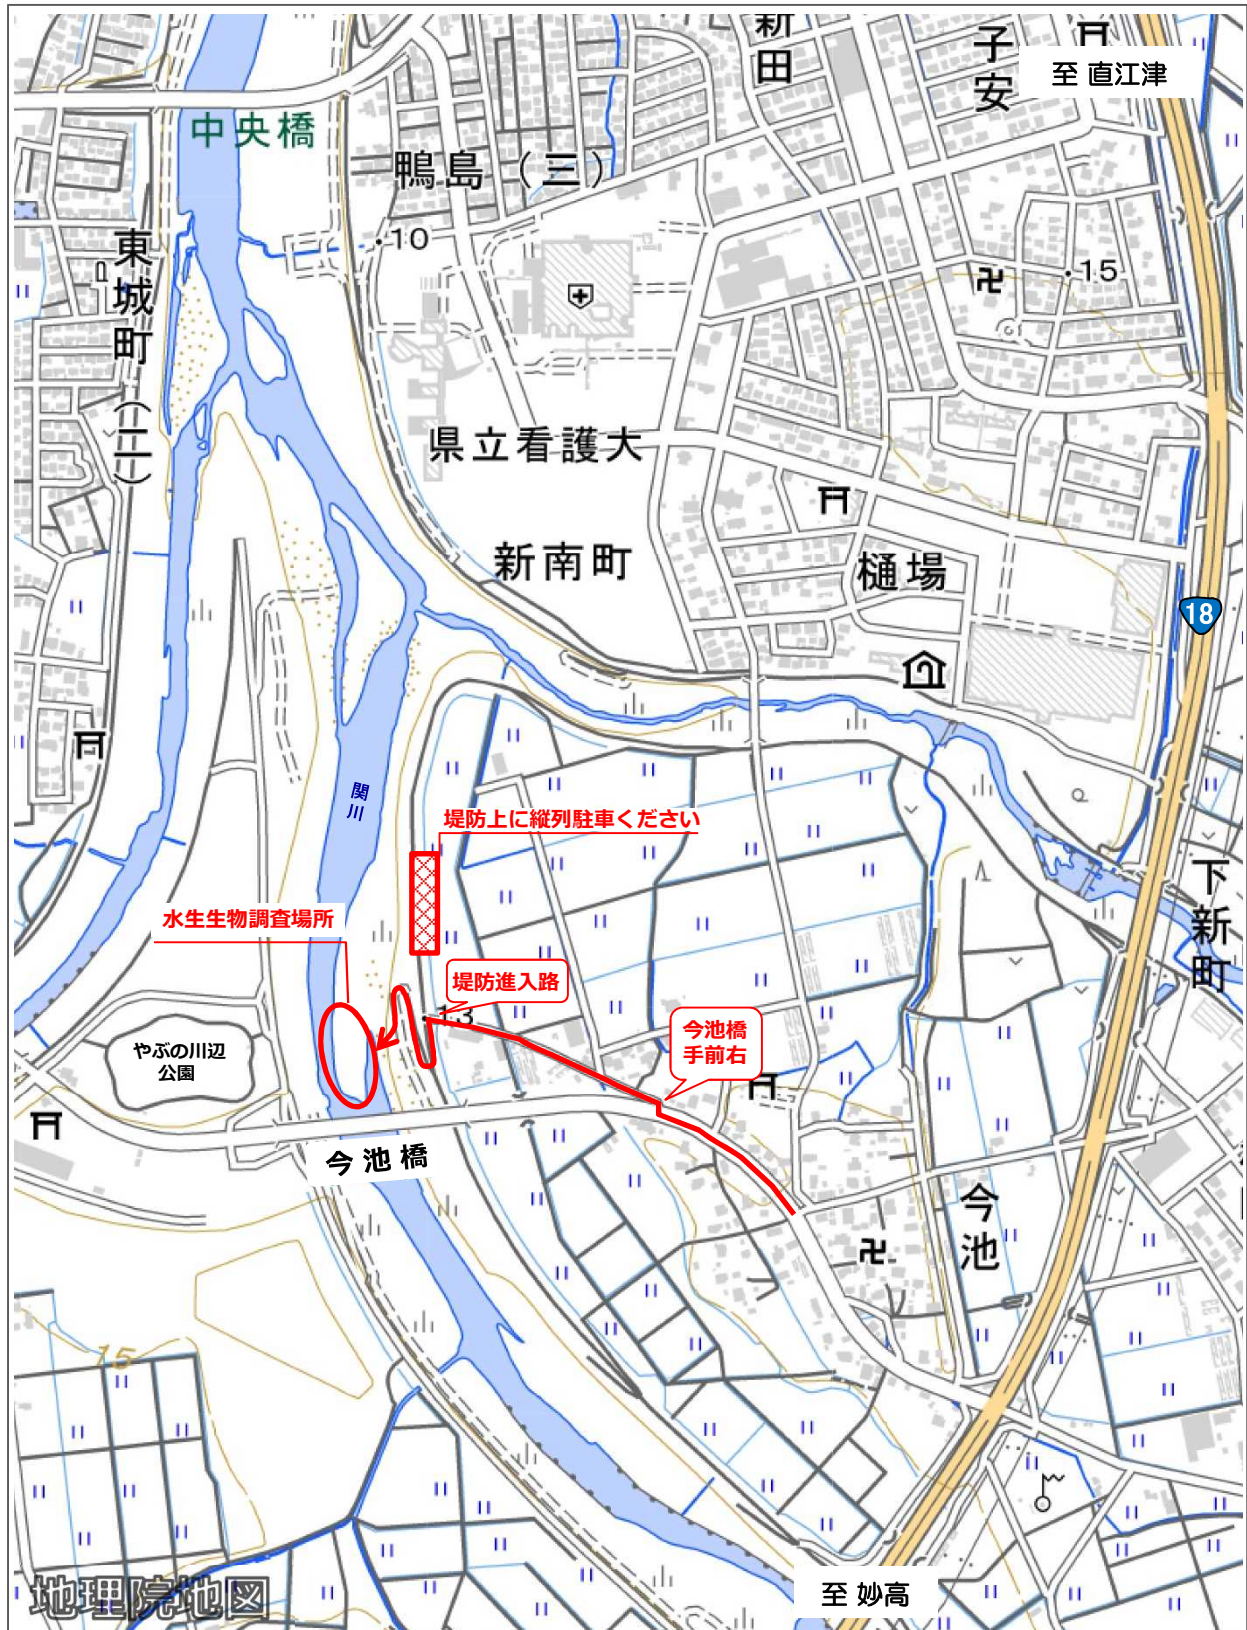 新田
子安
至 直江津
中央橋
鴨島（三）
・10
東城町（二）
・15
県立看護大
新南町
樋場
18
関川
堤防上に縦列駐車ください
水生生物調査場所
下新町
堤防進入路
・13
今池橋
手前右
やぶの川辺
公園
今池橋
今池
15
地理院地図
至 妙高